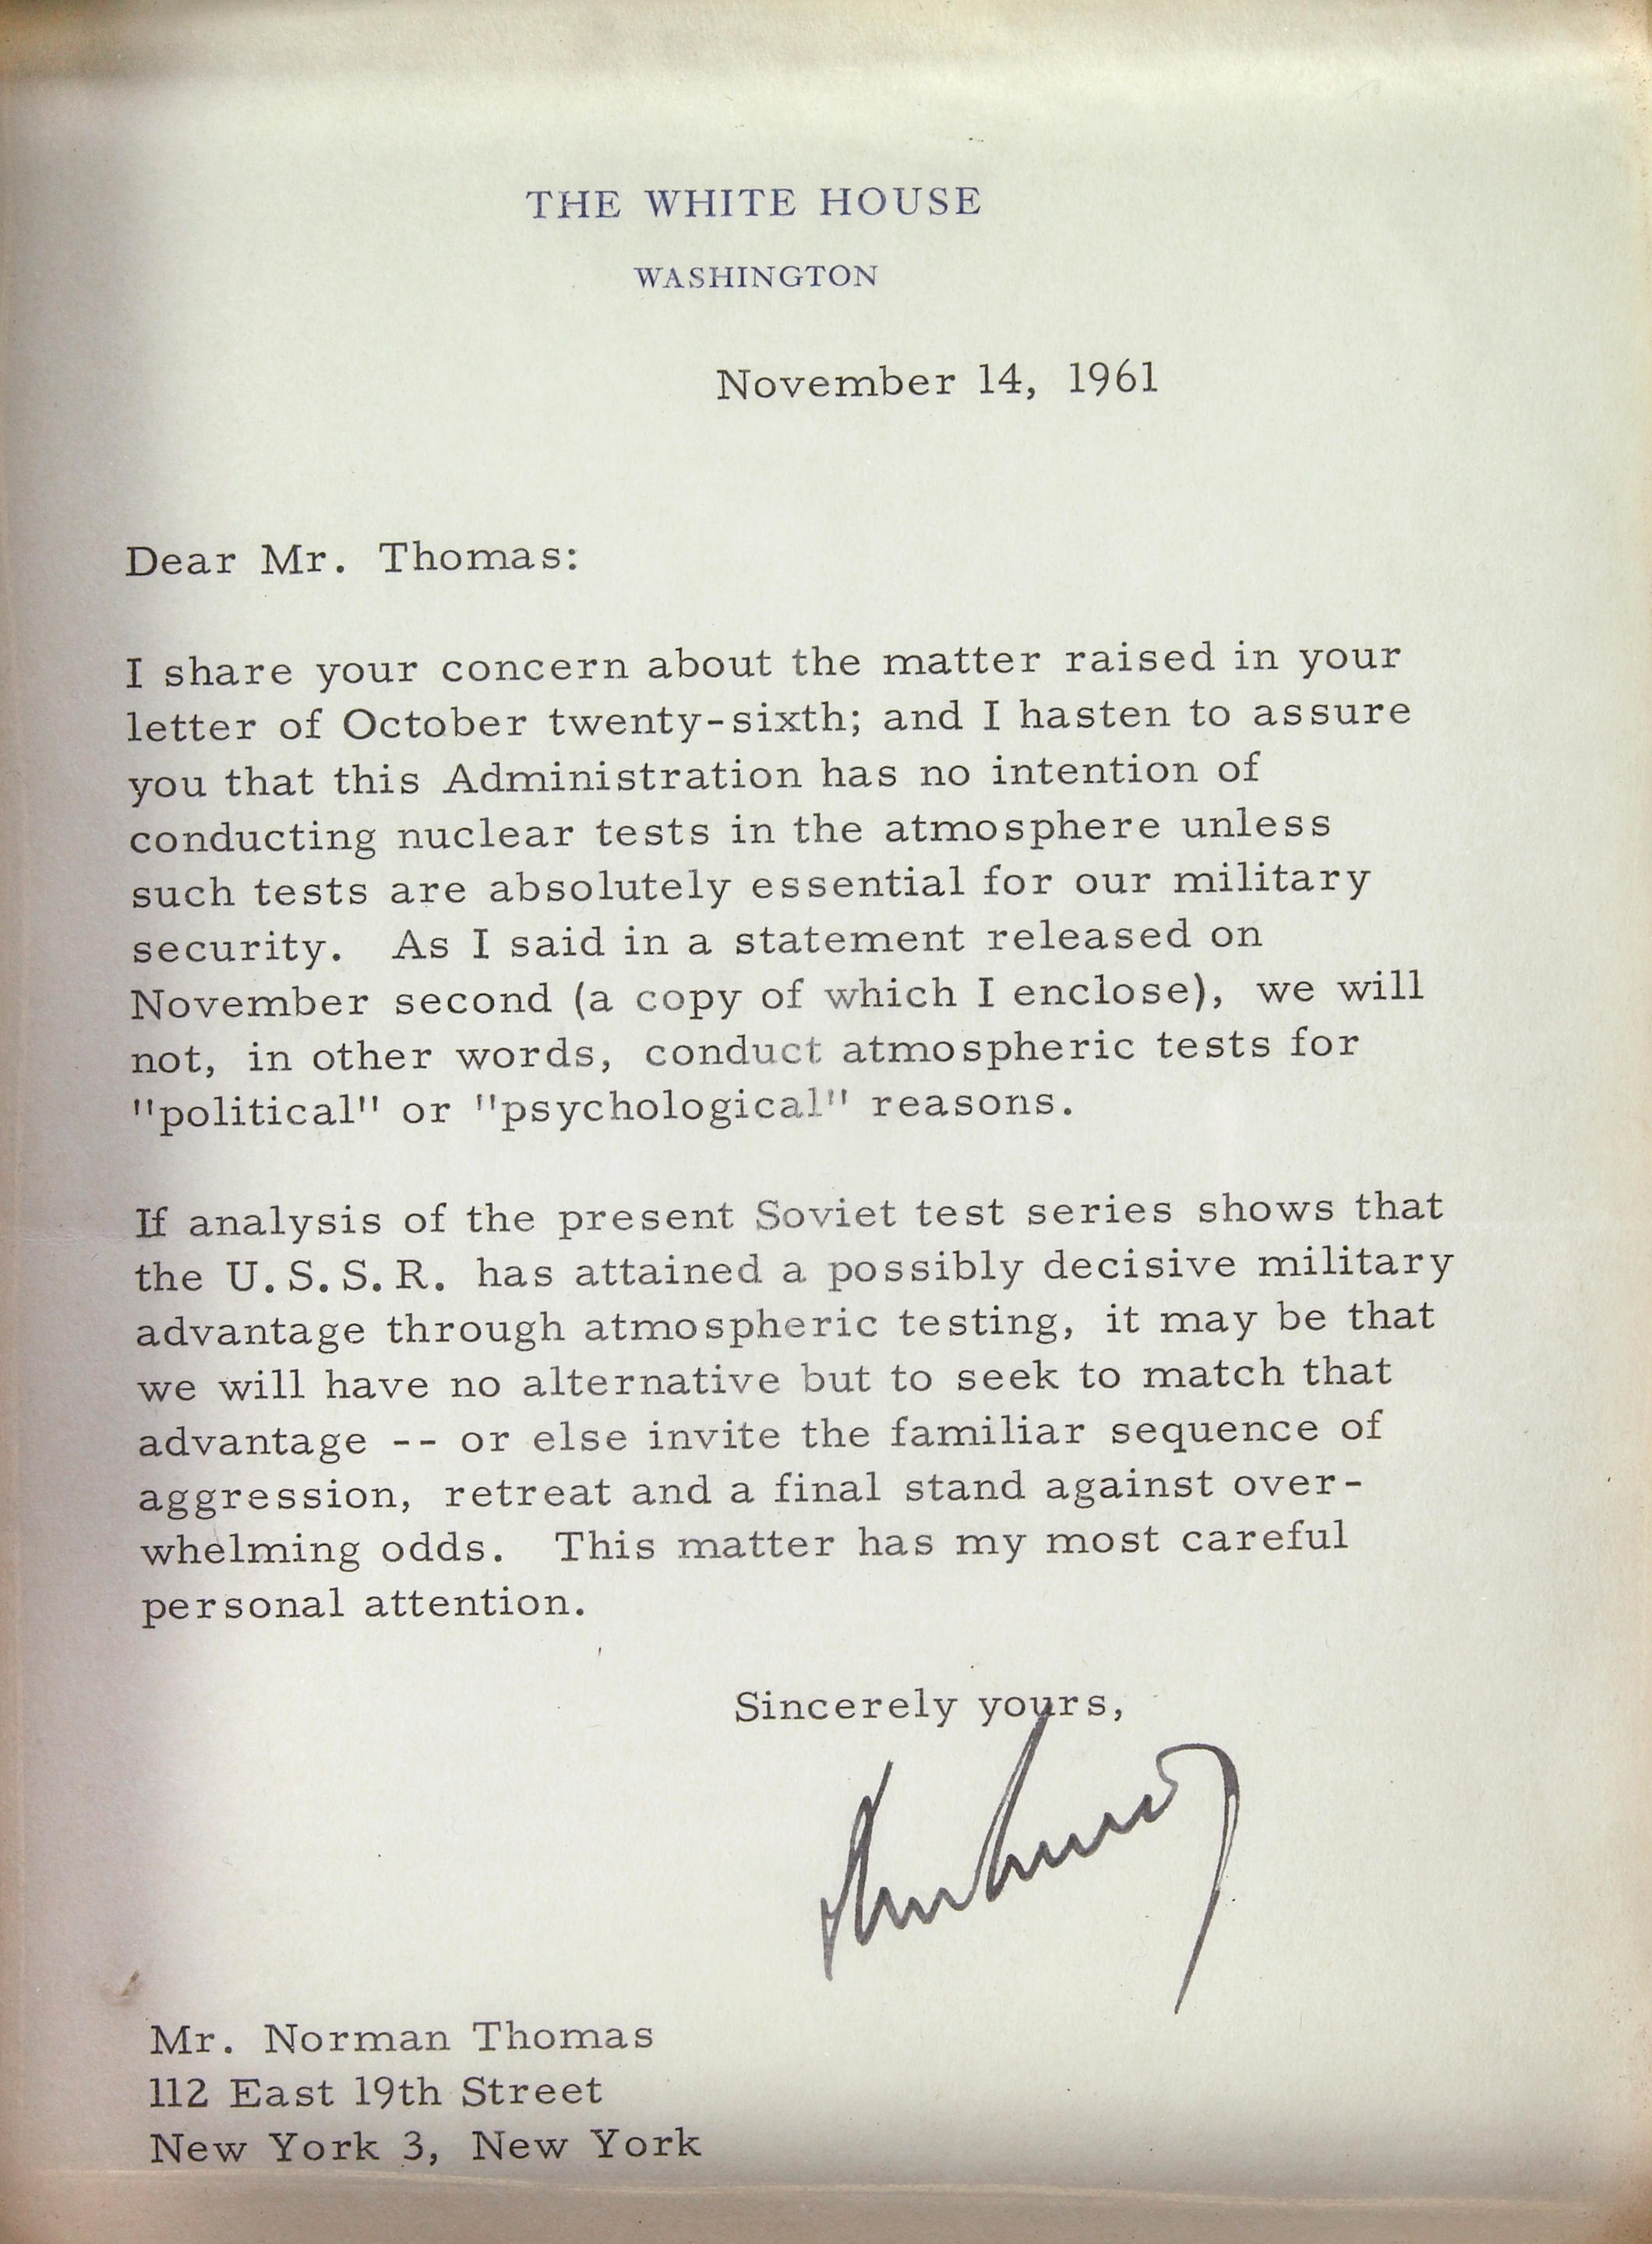 THE WHITE HOUSE
WASHINGTON
November 14, 1961
Dear Mr. Thomas:
I share your concern about the matter raised in your
letter of October twenty-sixth; and I hasten to assure
you that this Administration has no intention of
conducting nuclear tests in the atmosphere unless
such tests are absolutely essential for our military
security. As I said in a statement released on
November second (a copy of which I enclose), we will
not, in other words, conduct atmospheric tests for
"political" or "psychological" reasons.
If analysis of the present Soviet test series shows that
the U.S.S.R. has attained a possibly decisive military
advantage through atmospheric testing, it may be that
we will have no alternative but to seek to match that
advantage -- or else invite the familiar sequence of
aggression, retreat and a final stand against over-
whelming odds. This matter has my most careful
personal attention.
Sincerely yours,
Mr. Norman Thomas
112 East 19th Street
New York 3, New York